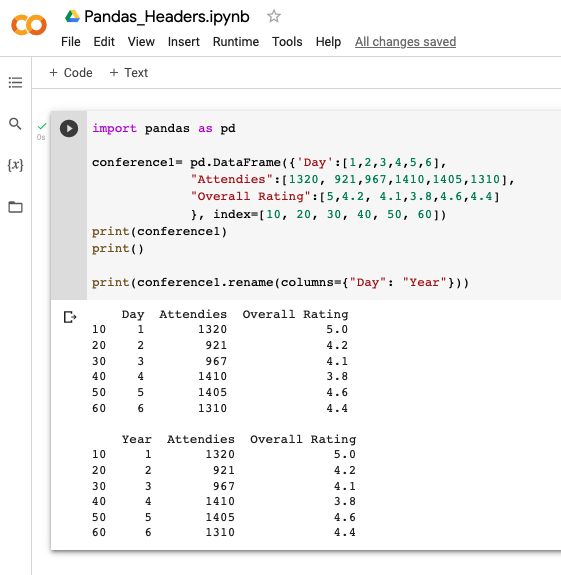 Pandas_Headers.ipynb
File Edit View Insert Runtime Tools Help All changes saved
+ Code + Text
import pandas as pd
0s
{x}
conference1= pd.DataFrame({'Day':[1,2,3,4,5,6],
"Attendies":[1320, 921,967,1410,1405,1310],
"Overall Rating":[5,4.2, 4.1,3.8,4.6,4.4]
}, index=[10, 20, 30, 40, 50, 60])
print(conference1)
print()
print(conference1.rename(columns={"Day": "Year"}))
Day Attendies Overall Rating
10 1 1320 5.0
20 2 921 4.2
30 3 967 4.1
40 4 1410 3.8
50 5 1405 4.6
60 6 1310 4.4
Year Attendies Overall Rating
10 1 1320 5.0
20 2 921 4.2
30 3 967 4.1
40 4 1410 3.8
50 5 1405 4.6
60 6 1310 4.4